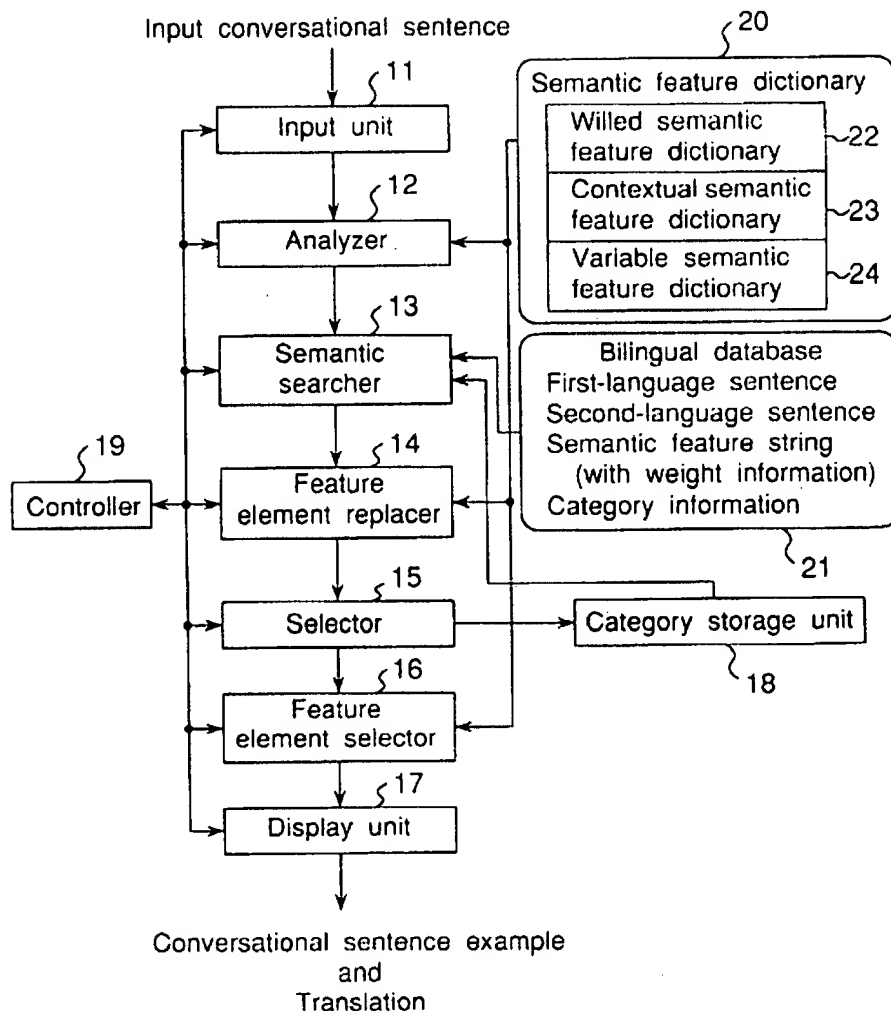 Input conversational sentence
11
Input unit
12
Analyzer
13
Semantic
searcher
14
Feature
element replacer
15
Selector
16
Feature
element selector
17
Display unit
Conversational sentence example
and
Translation
19
Controller
20
Semantic feature dictionary
Willed semantic
feature dictionary
22
Contextual semantic
feature dictionary
23
Variable semantic
feature dictionary
24
Bilingual database
First-language sentence
Second-language sentence
Semantic feature string
(with weight information)
Category information
21
Category storage unit
18